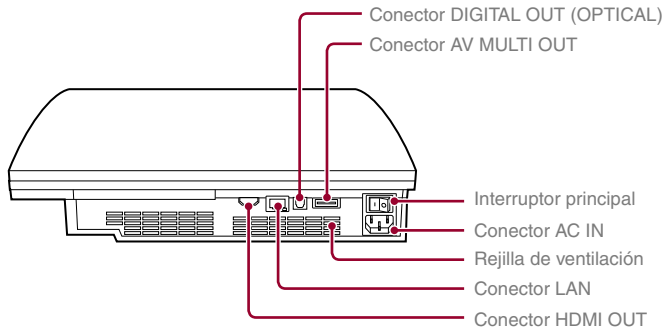 Conector DIGITAL OUT (OPTICAL)
Conector AV MULTI OUT
Interruptor principal
Conector AC IN
Rejilla de ventilación
Conector LAN
Conector HDMI OUT